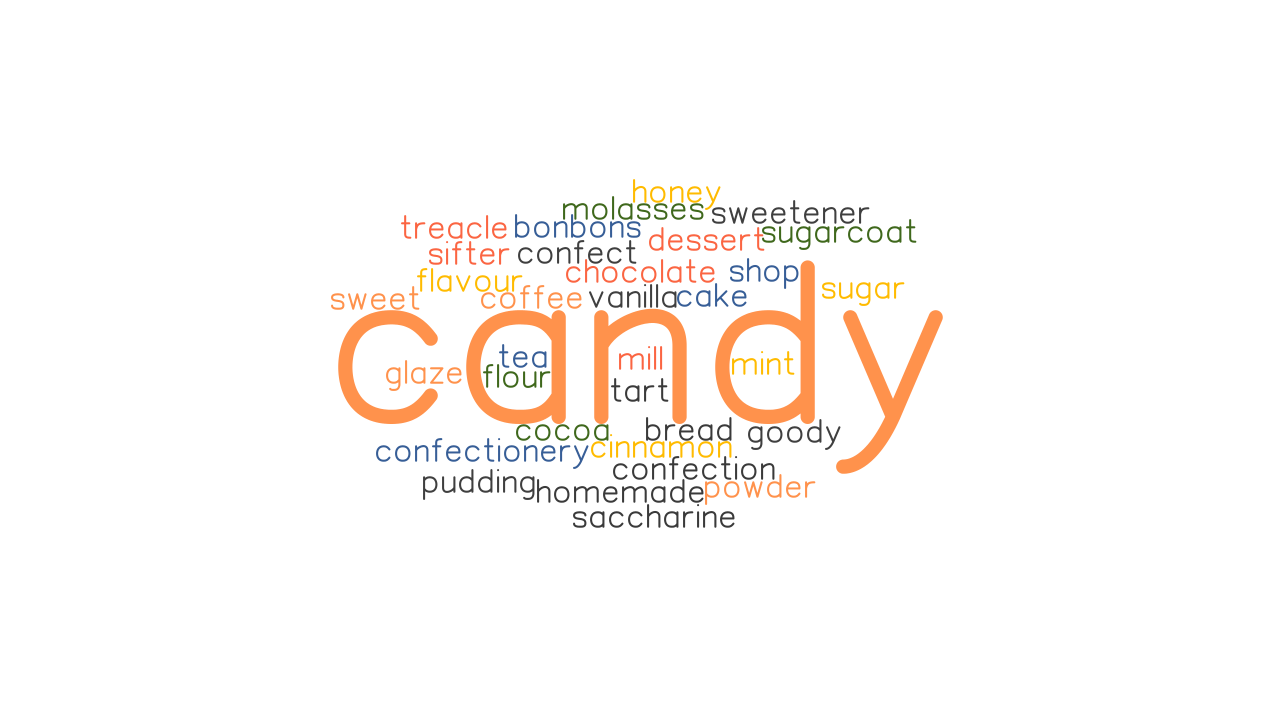 honey
molasses sweetener
treacle bonbons sugarcoat
dessert
sifter confect
chocolate shop
flavour sugar
sweet coffee vanilla cake
candy
tea mill mint
glaze flour
tart
cocoa bread goody
confectionery cinnamon
confection
pudding homemade powder
saccharine